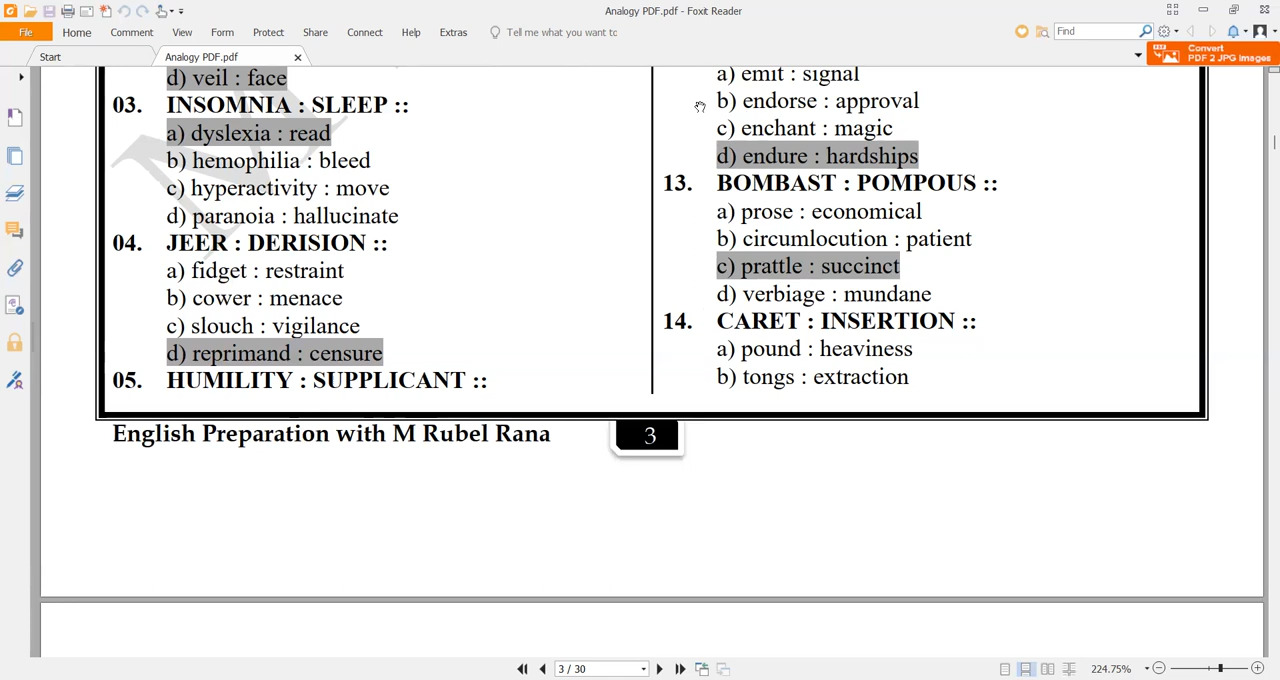 Analogy PDF.pdf - Foxit Reader
File
Home
Comment
View
Form
Protect
Share
Connect
Help
Extras
Tell me what you want to
Find
Start
Analogy PDF.pdf
Convert
PDF 2 JPG Images
d) veil : face
03. INSOMNIA : SLEEP ::
a) dyslexia : read
b) hemophilia : bleed
c) hyperactivity : move
d) paranoia : hallucinate
04. JEER : DERISION ::
a) fidget : restraint
b) cower : menace
c) slouch : vigilance
d) reprimand : censure
05. HUMILITY : SUPPLICANT ::
a) emit : signal
b) endorse : approval
c) enchant : magic
d) endure : hardships
13. BOMBAST : POMPOUS ::
a) prose : economical
b) circumlocution : patient
c) prattle : succinct
d) verbiage : mundane
14. CARET : INSERTION ::
a) pound : heaviness
b) tongs : extraction
English Preparation with M Rubel Rana
3
3 / 30
224.75%